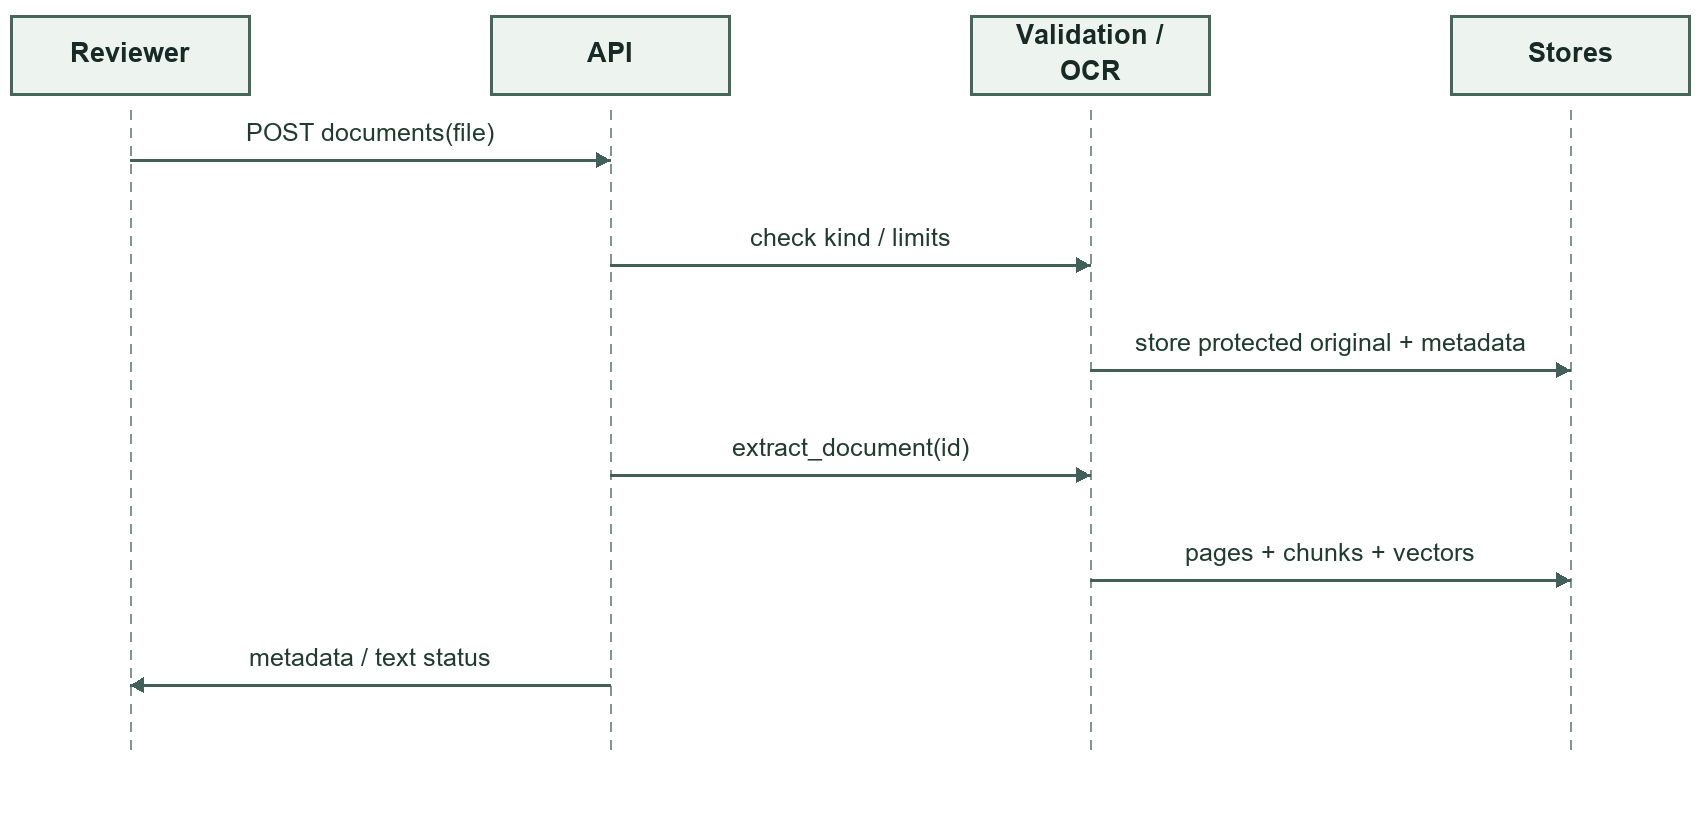 Reviewer
API
Validation /
OCR
Stores
POST documents(file)
check kind / limits
store protected original + metadata
extract_document(id)
pages + chunks + vectors
metadata / text status